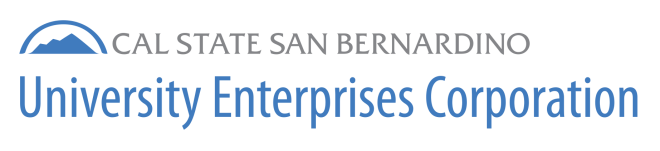 CAL STATE SAN BERNARDINO
University Enterprises Corporation